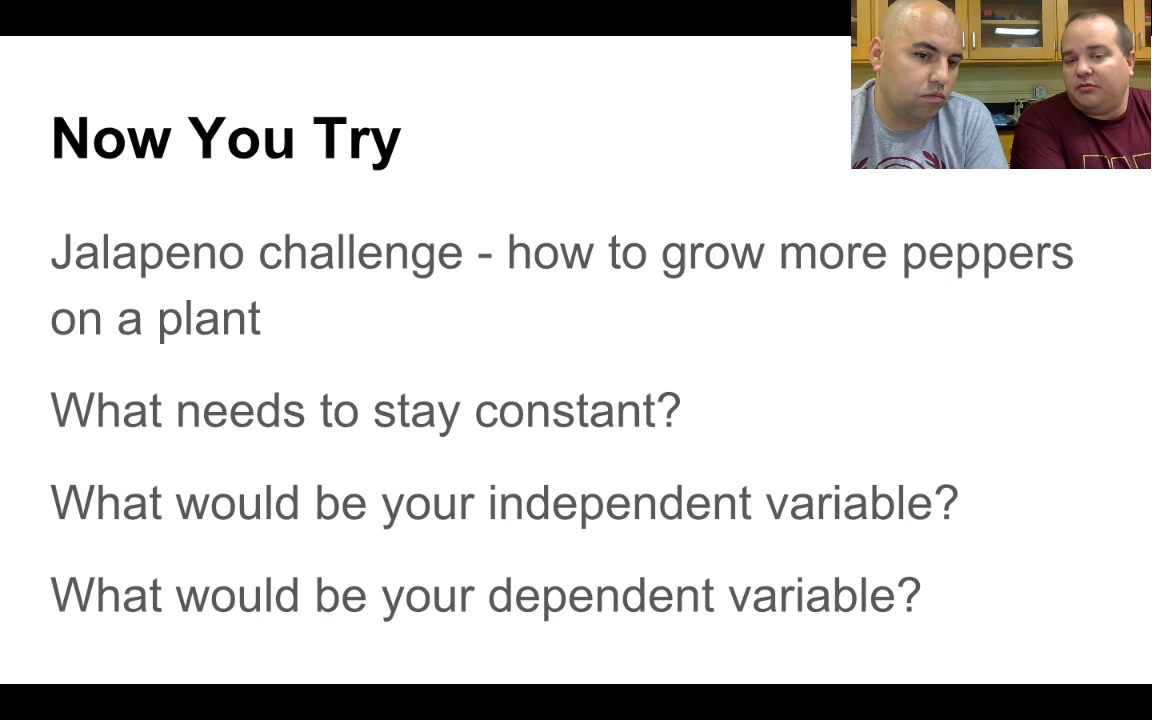 Now You Try
Jalapeno challenge - how to grow more peppers
on a plant
What needs to stay constant?
What would be your independent variable?
What would be your dependent variable?